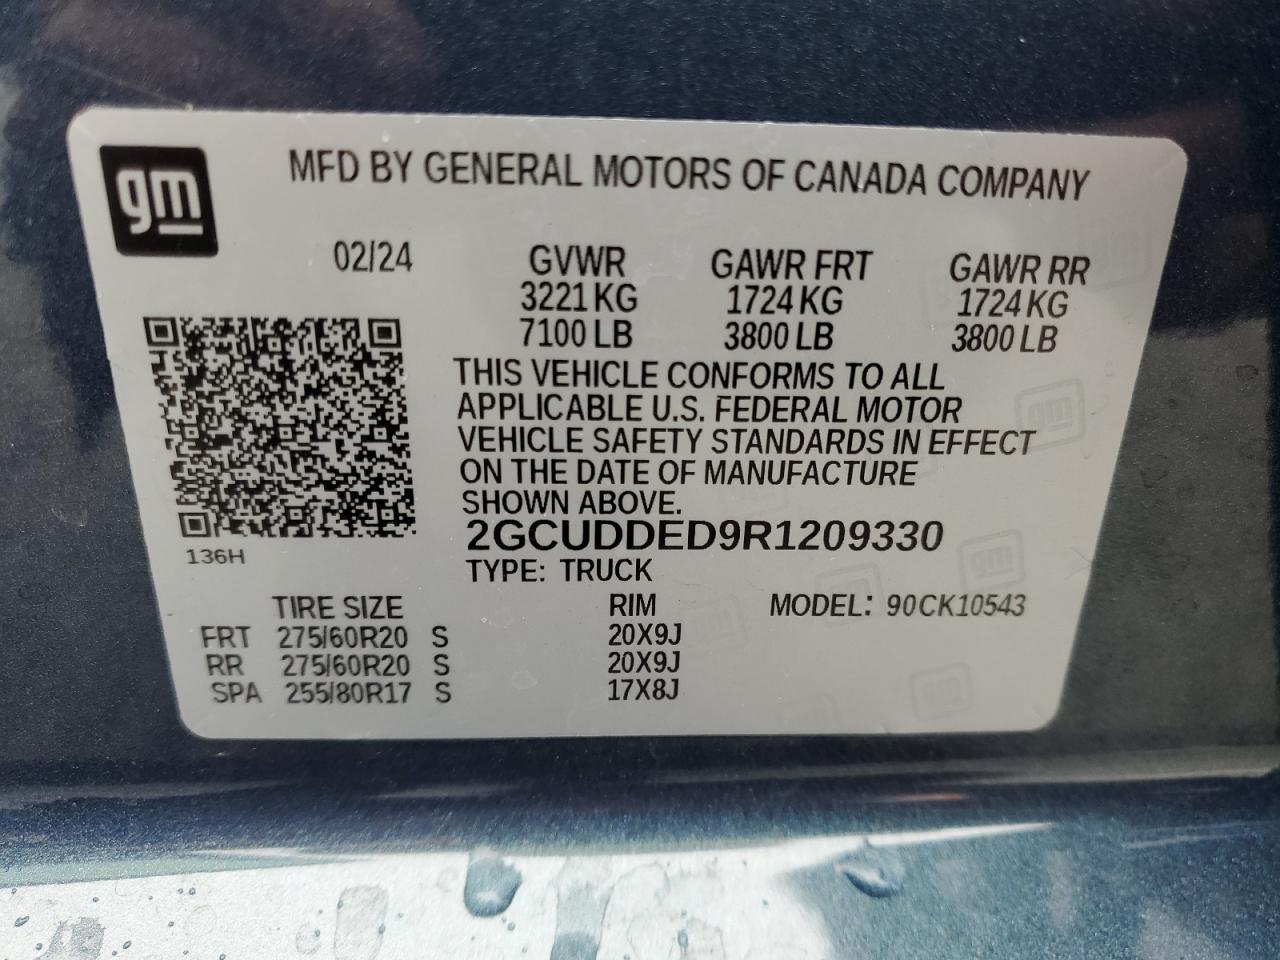 gm
MFD BY GENERAL MOTORS OF CANADA COMPANY
02/24
GVWR GAWR FRT GAWR RR
3221 KG 1724 KG 1724 KG
7100 LB 3800 LB 3800 LB
THIS VEHICLE CONFORMS TO ALL
APPLICABLE U.S. FEDERAL MOTOR
VEHICLE SAFETY STANDARDS IN EFFECT
ON THE DATE OF MANUFACTURE
SHOWN ABOVE.
2GCUDDED9R1209330
136H
TYPE: TRUCK
TIRE SIZE RIM MODEL: 90CK10543
FRT 275/60R20 S 20X9J
RR 275/60R20 S 20X9J
SPA 255/80R17 S 17X8J